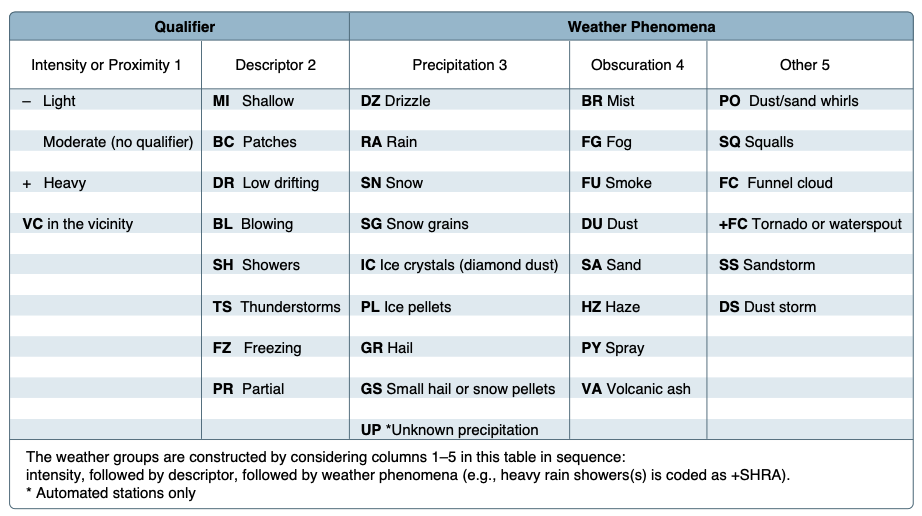 Qualifier Weather Phenomena
Intensity or Proximity 1 Descriptor 2 Precipitation 3 Obscuration 4 Other 5
– Light MI Shallow DZ Drizzle BR Mist PO Dust/sand whirls
Moderate (no qualifier) BC Patches RA Rain FG Fog SQ Squalls
+ Heavy DR Low drifting SN Snow FU Smoke FC Funnel cloud
VC in the vicinity BL Blowing SG Snow grains DU Dust +FC Tornado or waterspout
SH Showers IC Ice crystals (diamond dust) SA Sand SS Sandstorm
TS Thunderstorms PL Ice pellets HZ Haze DS Dust storm
FZ Freezing GR Hail PY Spray
PR Partial GS Small hail or snow pellets VA Volcanic ash
UP *Unknown precipitation
The weather groups are constructed by considering columns 1–5 in this table in sequence:
intensity, followed by descriptor, followed by weather phenomena (e.g., heavy rain showers(s) is coded as +SHRA).
* Automated stations only